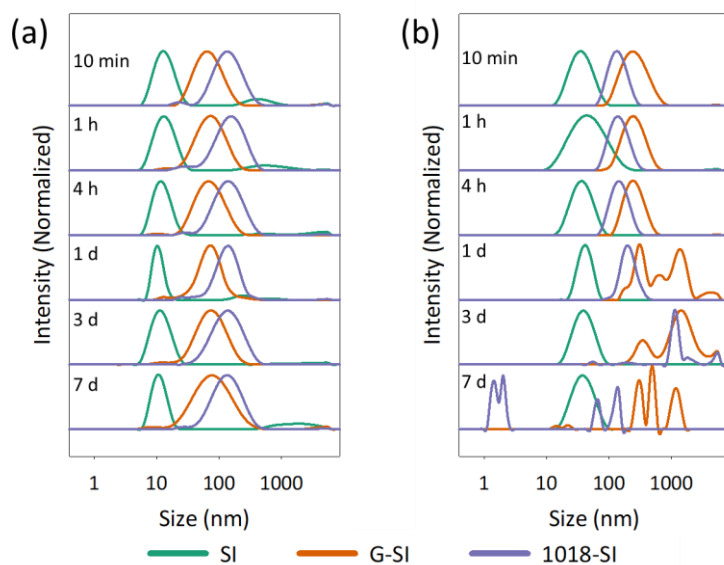 (a)
Intensity (Normalized)
10 min
1 h
4 h
1 d
3 d
7 d
1 10 100 1000
Size (nm)
(b)
Intensity (Normalized)
10 min
1 h
4 h
1 d
3 d
7 d
1 10 100 1000
Size (nm)
SI G-SI 1018-SI